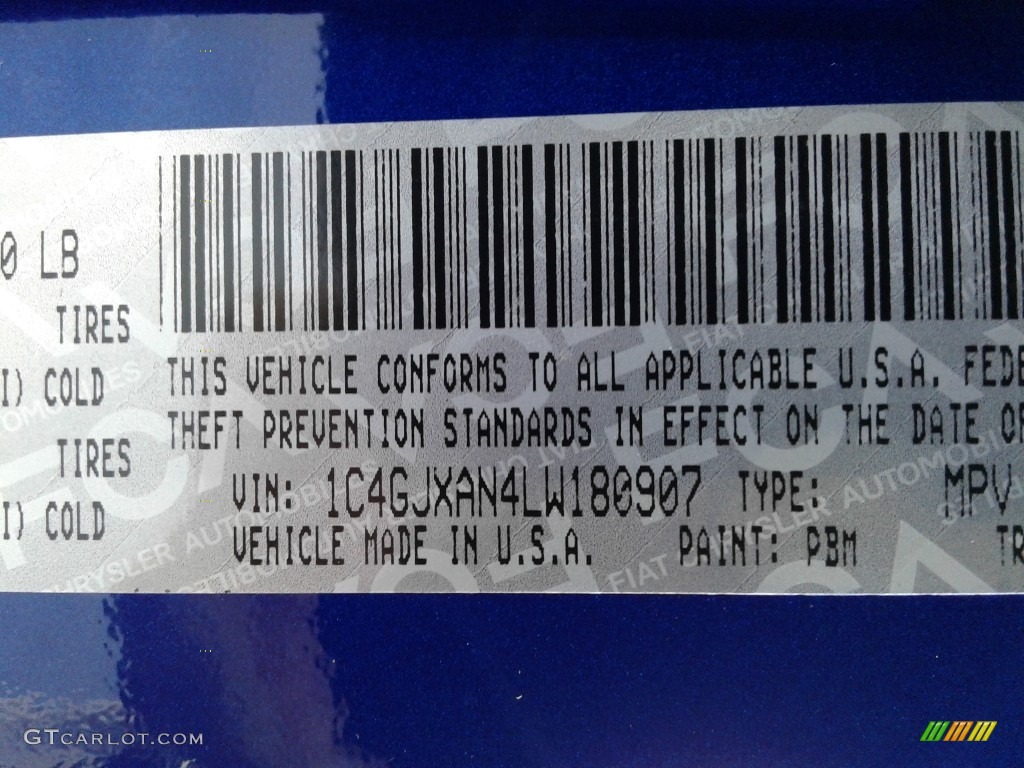 0 LB
TIRES
I) COLD
TIRES
I) COLD
THIS VEHICLE CONFORMS TO ALL APPLICABLE U.S.A. FEDE
THEFT PREVENTION STANDARDS IN EFFECT ON THE DATE O
VIN: 1C4GJXAN4LW180907 TYPE: MPV
VEHICLE MADE IN U.S.A. PAINT: PBM TR
GTCARLOT.COM